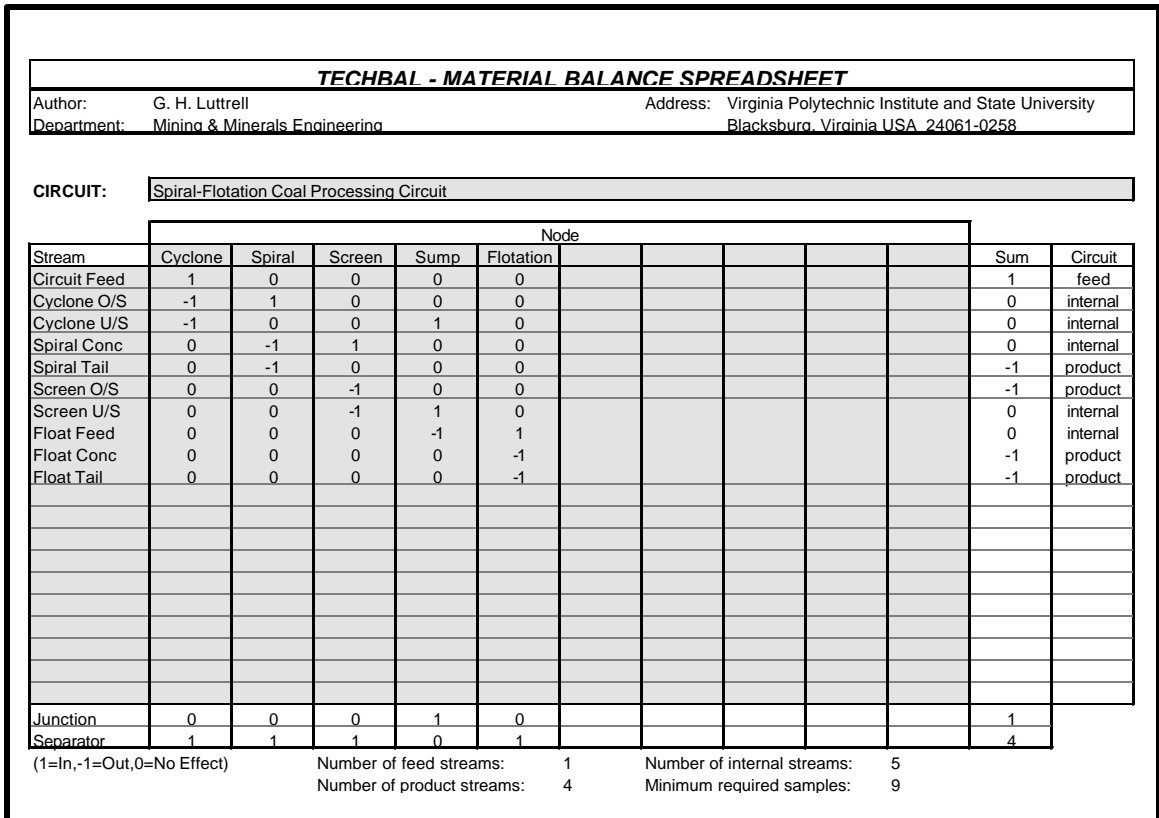 TECHBAL - MATERIAL BALANCE SPREADSHEET
Author: G. H. Luttrell Address: Virginia Polytechnic Institute and State University
Department: Mining & Minerals Engineering Blacksburg, Virginia USA 24061-0258
CIRCUIT: Spiral-Flotation Coal Processing Circuit
Node
Stream Cyclone Spiral Screen Sump Flotation Sum Circuit
Circuit Feed 1 0 0 0 0 1 feed
Cyclone O/S -1 1 0 0 0 0 internal
Cyclone U/S -1 0 0 1 0 0 internal
Spiral Conc 0 -1 1 0 0 0 internal
Spiral Tail 0 -1 0 0 0 -1 product
Screen O/S 0 0 -1 0 0 -1 product
Screen U/S 0 0 -1 1 0 0 internal
Float Feed 0 0 0 -1 1 0 internal
Float Conc 0 0 0 0 -1 -1 product
Float Tail 0 0 0 0 -1 -1 product
Junction 0 0 0 1 0 1
Separator 1 1 1 0 1 4
(1=In,-1=Out,0=No Effect) Number of feed streams: 1 Number of internal streams: 5
Number of product streams: 4 Minimum required samples: 9